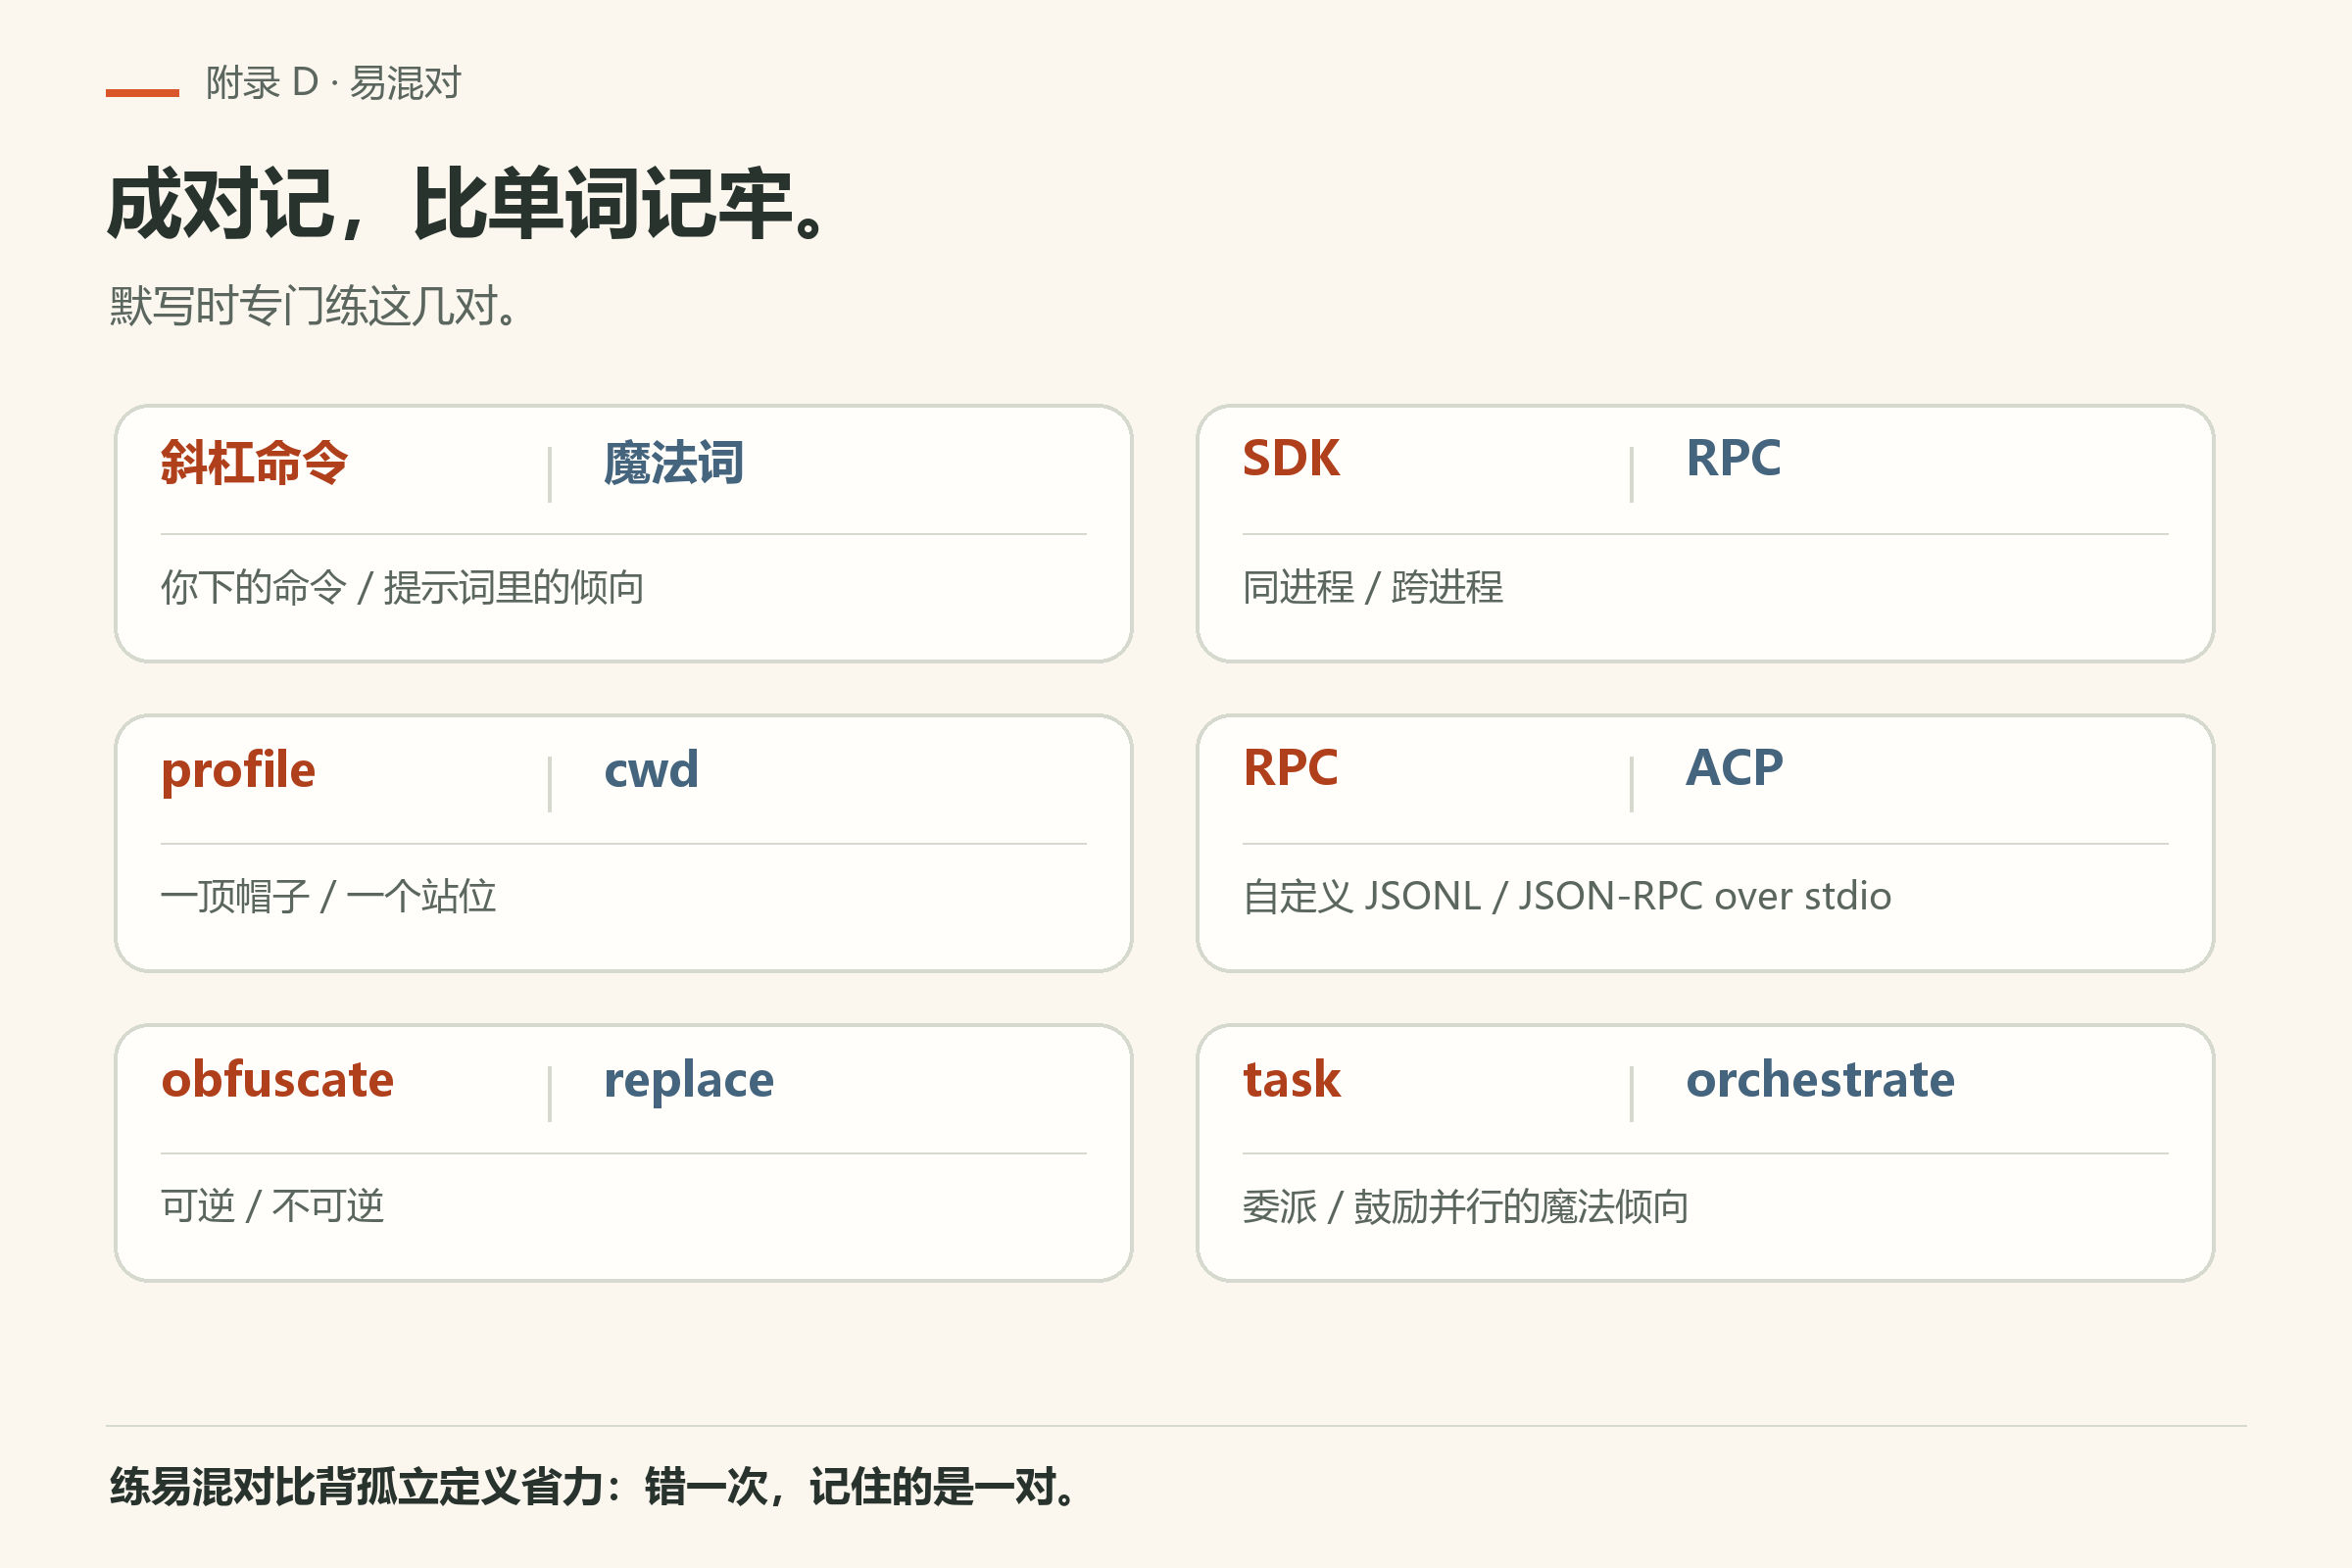 附录 D · 易混对
成对记，比单词记牢。
默写时专门练这几对。
斜杠命令 | 魔法词
你下的命令 / 提示词里的倾向
SDK | RPC
同进程 / 跨进程
profile | cwd
一顶帽子 / 一个站位
RPC | ACP
自定义 JSONL / JSON-RPC over stdio
obfuscate | replace
可逆 / 不可逆
task | orchestrate
委派 / 鼓励并行的魔法倾向
练易混对比背孤立定义省力：错一次，记住的是一对。